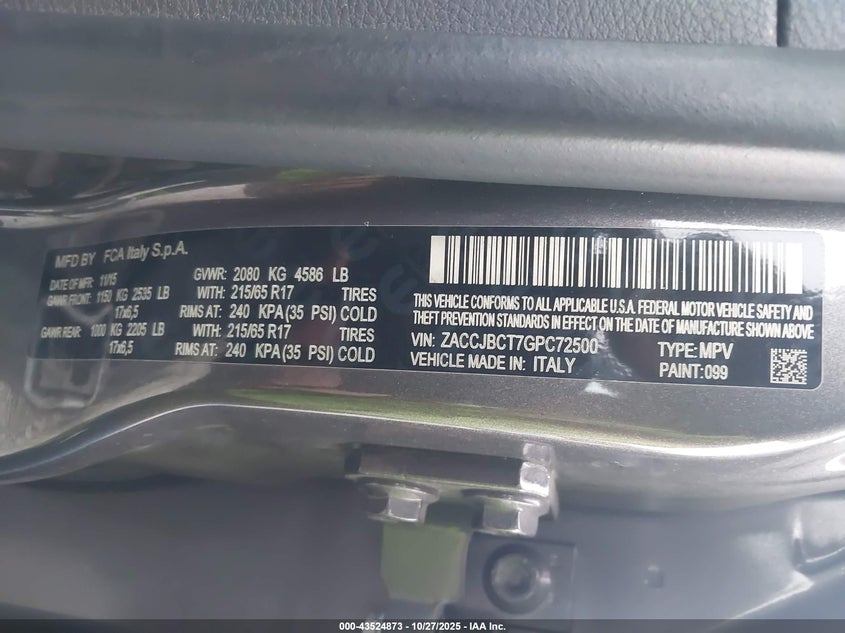 MFD BY FCA Italy S.p.A.
DATE OF MFR: 11/15 GVWR: 2080 KG 4586 LB
GAWR FRONT: 1150 KG 2535 LB WITH: 215/65 R17 TIRES
17x6,5 RIMS AT: 240 KPA (35 PSI) COLD
GAWR REAR: 1000 KG 2205 LB WITH: 215/65 R17 TIRES
17x6,5 RIMS AT: 240 KPA (35 PSI) COLD
THIS VEHICLE CONFORMS TO ALL APPLICABLE U.S.A. FEDERAL MOTOR VEHICLE SAFETY AND
THEFT PREVENTION STANDARDS IN EFFECT ON THE DATE OF MANUFACTURE SHOWN ABOVE
VIN: ZACCJBCT7GPC72500 TYPE: MPV
VEHICLE MADE IN: ITALY PAINT: 099
000-43524873 - 10/27/2025 - IAA Inc.